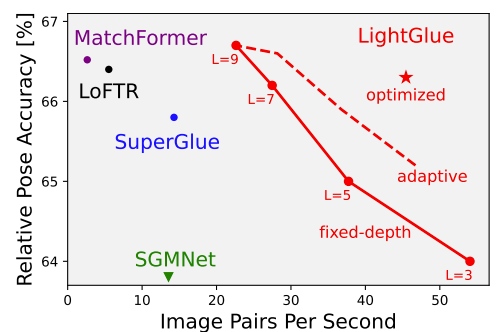 67
66
65
64
Relative Pose Accuracy [%]
MatchFormer
LoFTR
SuperGlue
SGMNet
LightGlue
optimized
adaptive
fixed-depth
L=9
L=7
L=5
L=3
0 10 20 30 40 50
Image Pairs Per Second